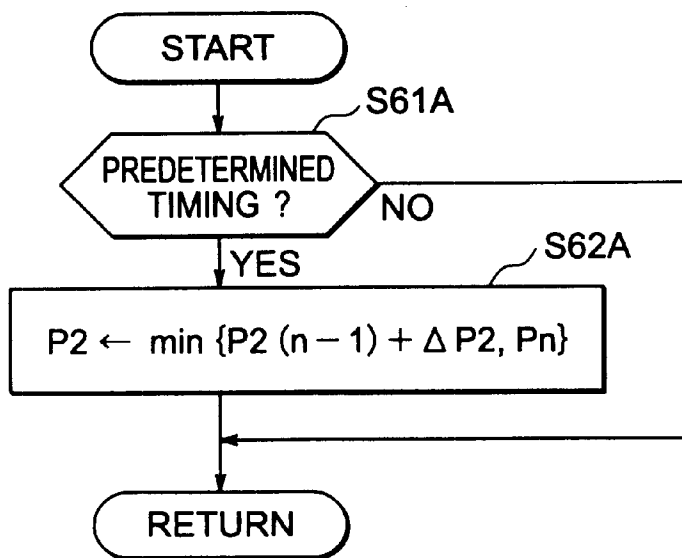 START
S61A
PREDETERMINED
TIMING ?
NO
YES
S62A
P2 ← min {P2 (n − 1) + Δ P2, Pn}
RETURN